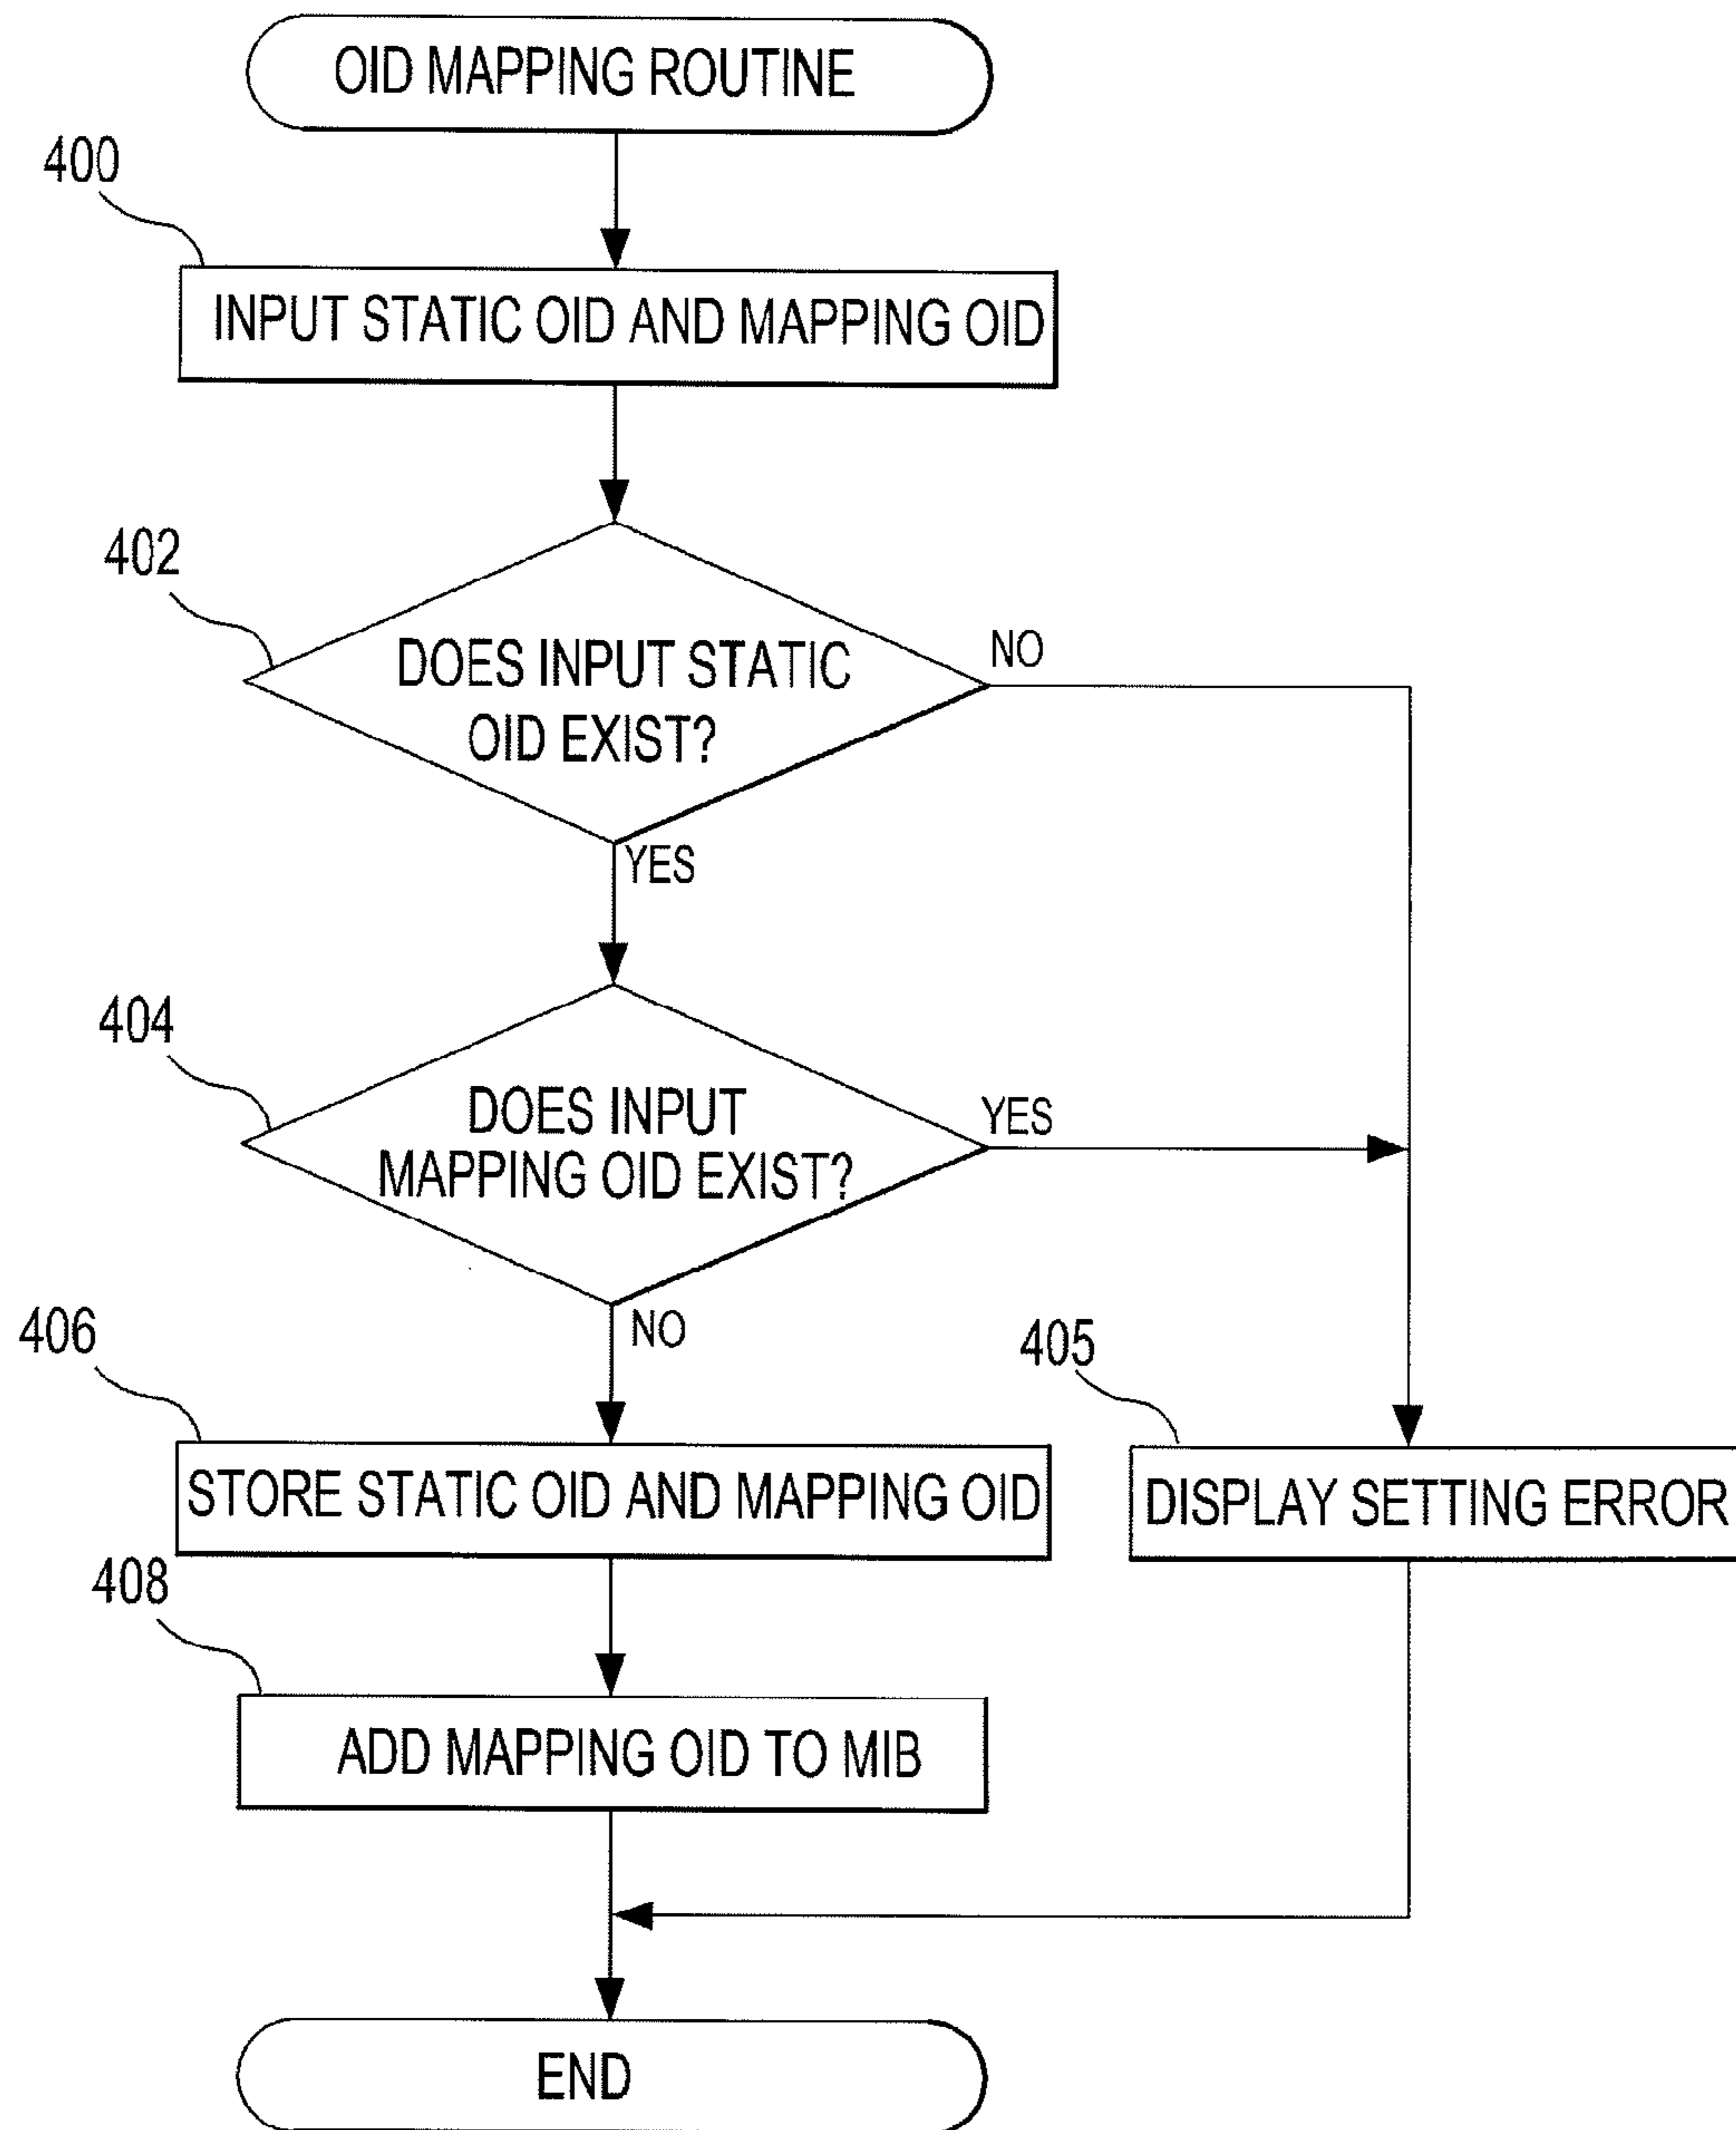 OID MAPPING ROUTINE
400
INPUT STATIC OID AND MAPPING OID
402
DOES INPUT STATIC
OID EXIST?
NO
YES
404
DOES INPUT
MAPPING OID EXIST?
YES
NO
406
STORE STATIC OID AND MAPPING OID
405
DISPLAY SETTING ERROR
408
ADD MAPPING OID TO MIB
END